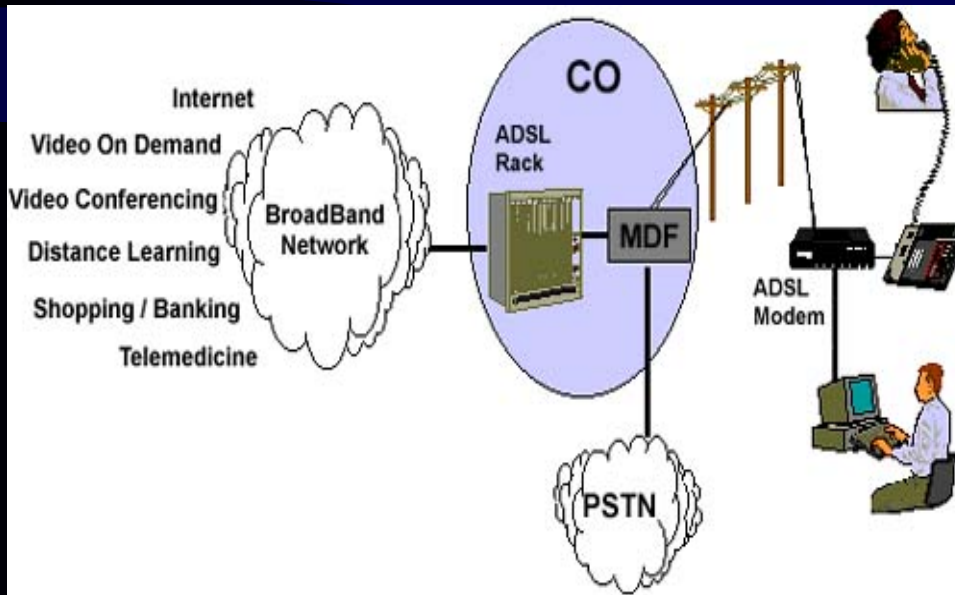 Internet
Video On Demand
Video Conferencing
Distance Learning
Shopping / Banking
Telemedicine
BroadBand
Network
CO
ADSL
Rack
MDF
PSTN
ADSL
Modem